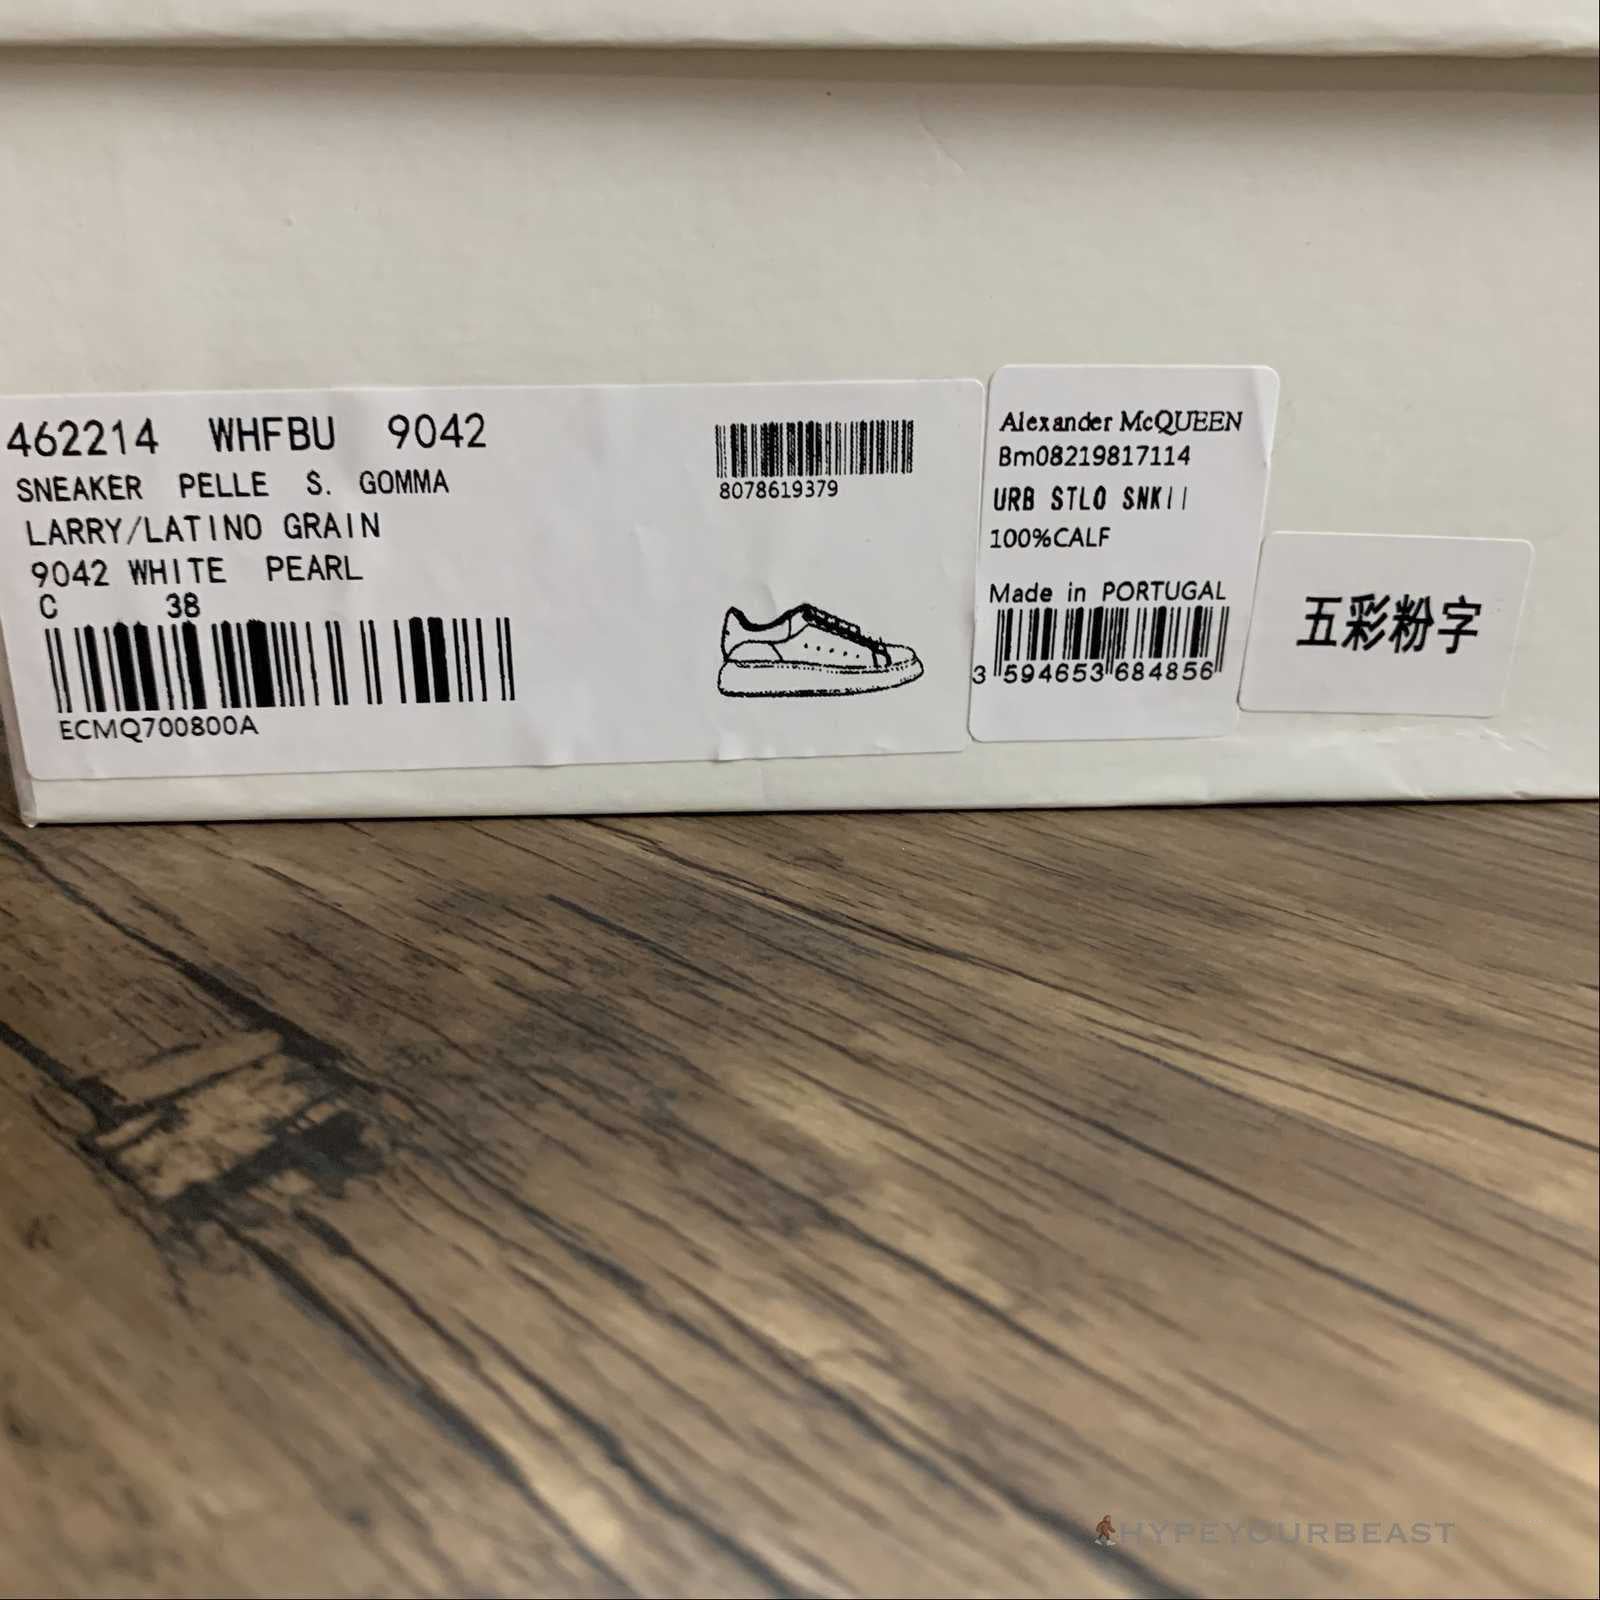 462214 WHFBU 9042
SNEAKER PELLE S. GOMMA
LARRY/LATINO GRAIN
9042 WHITE PEARL
C 38
ECMQ700800A
8078619379
Alexander McQUEEN
Bm08219817114
URB STLO SNKII
100%CALF
Made in PORTUGAL
3 594653 684856
五彩粉字
HYPEYOURBEAST